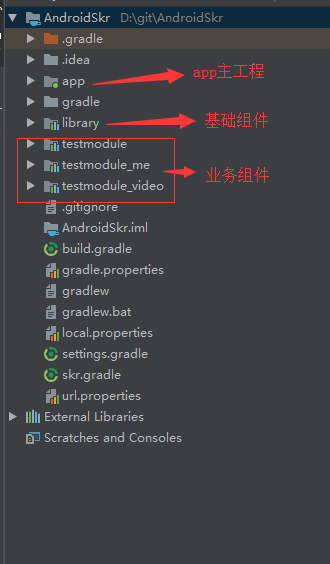 AndroidSkr D:\git\AndroidSkr
.gradle
.idea
app
app主工程
gradle
library
基础组件
testmodule
testmodule_me
业务组件
testmodule_video
.gitignore
AndroidSkr.iml
build.gradle
gradle.properties
gradlew
gradlew.bat
local.properties
settings.gradle
skr.gradle
url.properties
External Libraries
Scratches and Consoles